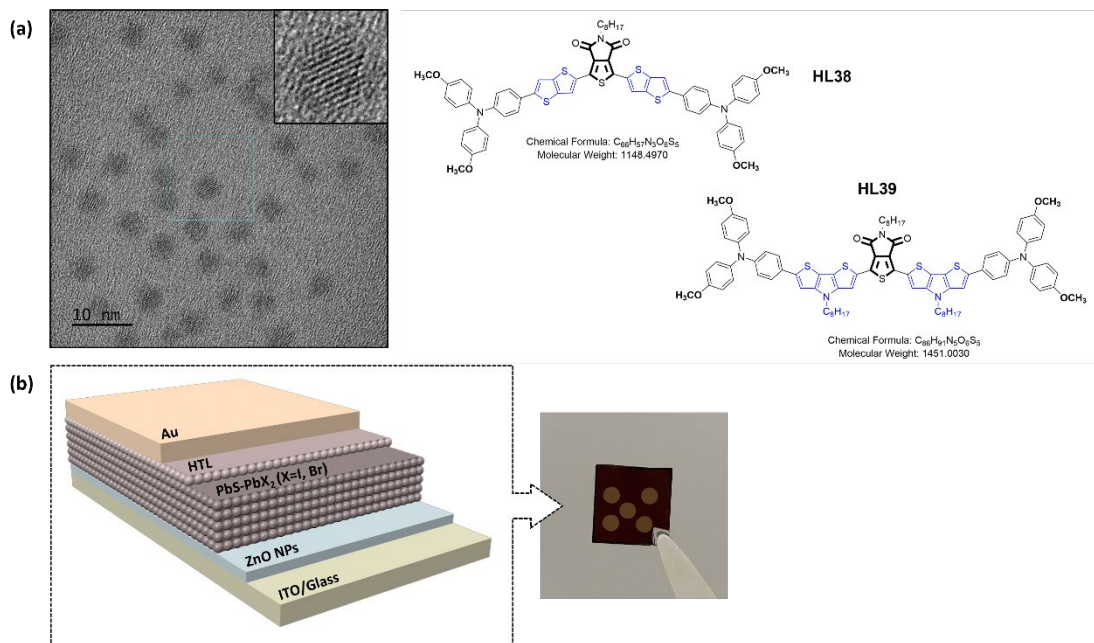 (a)
10 nm
C8H17
N
O
O
S
S
S
S
S
H3CO
N
OCH3
H3CO
N
OCH3
HL38
Chemical Formula: C66H57N3O6S5
Molecular Weight: 1148.4970
HL39
C8H17
N
O
O
H3CO
OCH3
N
S
S
S
S
S
N
H3CO
N
N
OCH3
C8H17
C8H17
Chemical Formula: C86H91N5O6S5
Molecular Weight: 1451.0030
(b)
Au
HTL
PbS-PbX2 (X=I, Br)
ZnO NPs
ITO/Glass